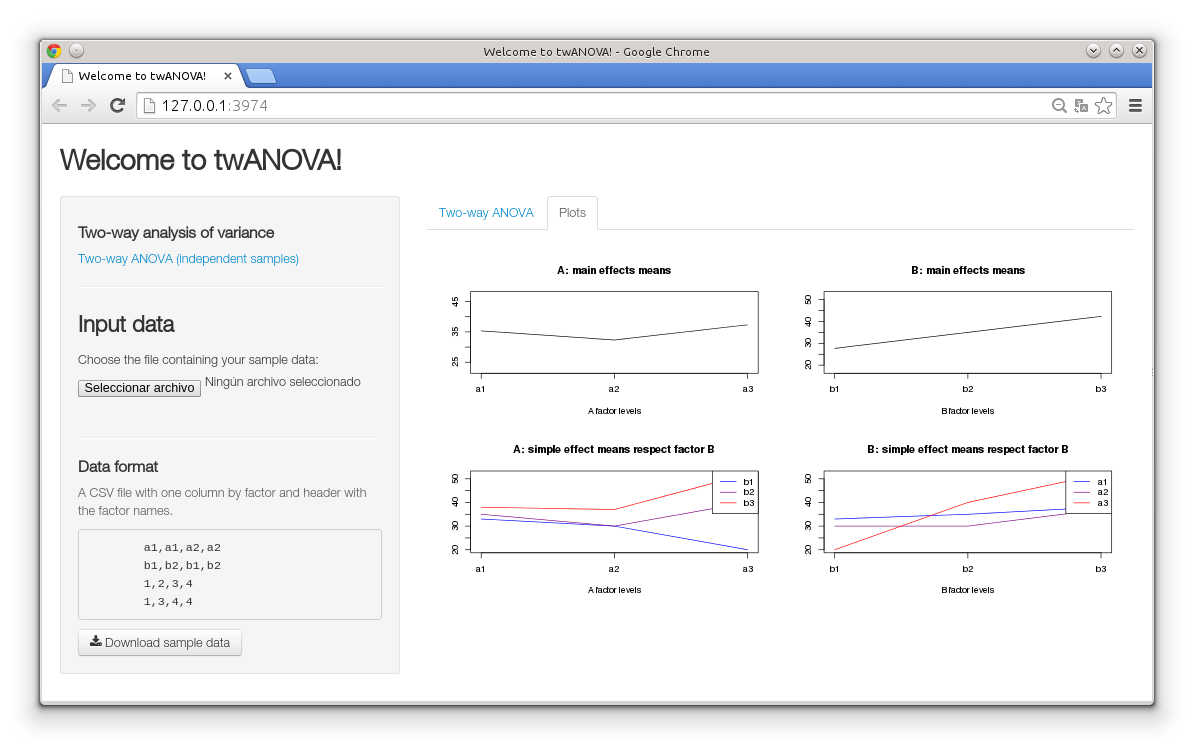 Welcome to twANOVA! - Google Chrome
Welcome to twANOVA!
127.0.0.1:3974
Welcome to twANOVA!
Two-way analysis of variance
Two-way ANOVA (independent samples)
Input data
Choose the file containing your sample data:
Seleccionar archivo Ningún archivo seleccionado
Data format
A CSV file with one column by factor and header with
the factor names.
a1,a1,a2,a2
b1,b2,b1,b2
1,2,3,4
1,3,4,4
Download sample data
Two-way ANOVA Plots
A: main effects means
45
35
25
a1 a2 a3
A factor levels
B: main effects means
50
40
30
20
b1 b2 b3
B factor levels
A: simple effect means respect factor B
50
40
30
20
b1
b2
b3
a1 a2 a3
A factor levels
B: simple effect means respect factor B
50
40
30
20
a1
a2
a3
b1 b2 b3
B factor levels